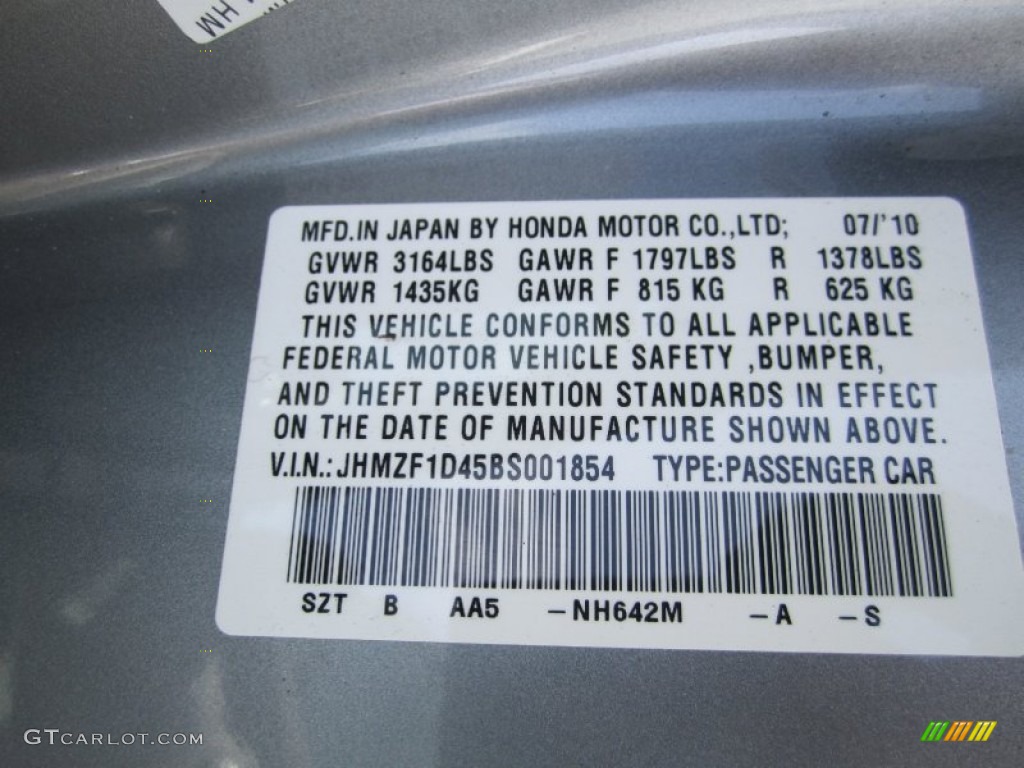 HM
MFD.IN JAPAN BY HONDA MOTOR CO.,LTD; 07/'10
GVWR 3164LBS GAWR F 1797LBS R 1378LBS
GVWR 1435KG GAWR F 815 KG R 625 KG
THIS VEHICLE CONFORMS TO ALL APPLICABLE
FEDERAL MOTOR VEHICLE SAFETY ,BUMPER,
AND THEFT PREVENTION STANDARDS IN EFFECT
ON THE DATE OF MANUFACTURE SHOWN ABOVE.
V.I.N.:JHMZF1D45BS001854 TYPE:PASSENGER CAR
SZT B AA5 –NH642M –A –S
GTCARLOT.COM